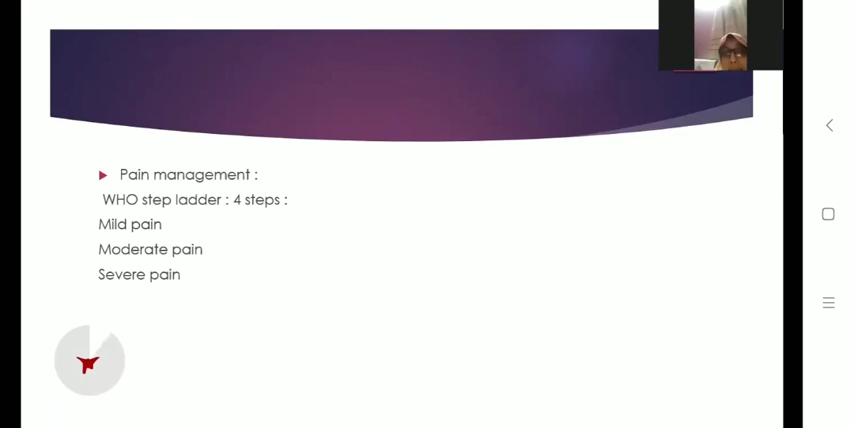 Pain management :
WHO step ladder : 4 steps :
Mild pain
Moderate pain
Severe pain